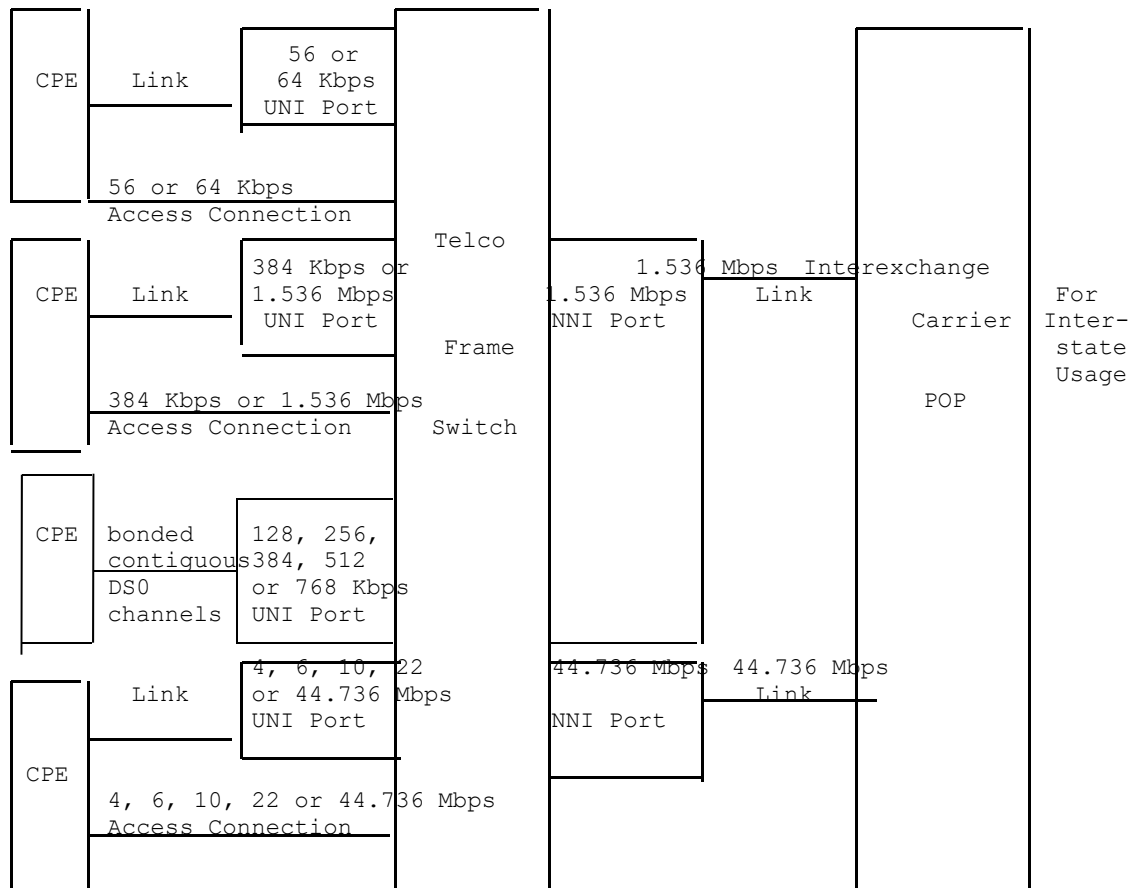 56 or
CPE Link 64 Kbps
UNI Port
56 or 64 Kbps
Access Connection
Telco
384 Kbps or 1.536 Mbps Interexchange
CPE Link 1.536 Mbps 1.536 Mbps Link For
UNI Port NNI Port Carrier Inter-
Frame state
Usage
384 Kbps or 1.536 Mbps POP
Access Connection Switch
CPE bonded 128, 256,
contiguous384, 512
DS0 or 768 Kbps
channels UNI Port
4, 6, 10, 22 44.736 Mbps 44.736 Mbps
Link or 44.736 Mbps Link
UNI Port NNI Port
CPE
4, 6, 10, 22 or 44.736 Mbps
Access Connection